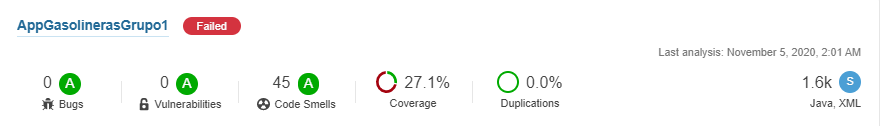 AppGasolinerasGrupo1 Failed
Last analysis: November 5, 2020, 2:01 AM
0 A 0 A 45 A 27.1% 0.0% 1.6k S
Bugs Vulnerabilities Code Smells Coverage Duplications Java, XML